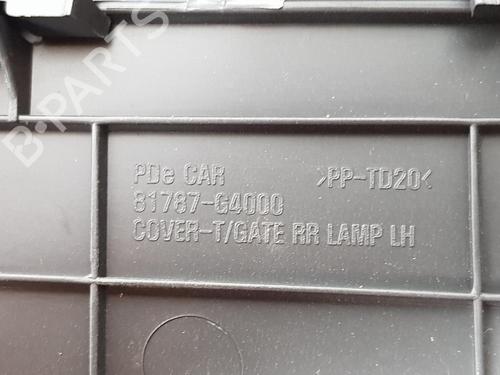 B-PARTS
PDe CAR >PP-TD20<
81787-G4000
COVER-T/GATE RR LAMP LH